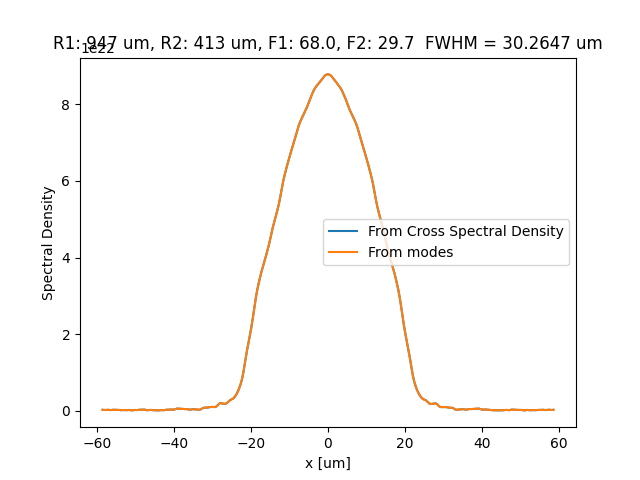 R1: 947 um, R2: 413 um, F1: 68.0, F2: 29.7  FWHM = 30.2647 um
1e22
8
6
4
2
0
Spectral Density
From Cross Spectral Density
From modes
−60 −40 −20 0 20 40 60
x [um]